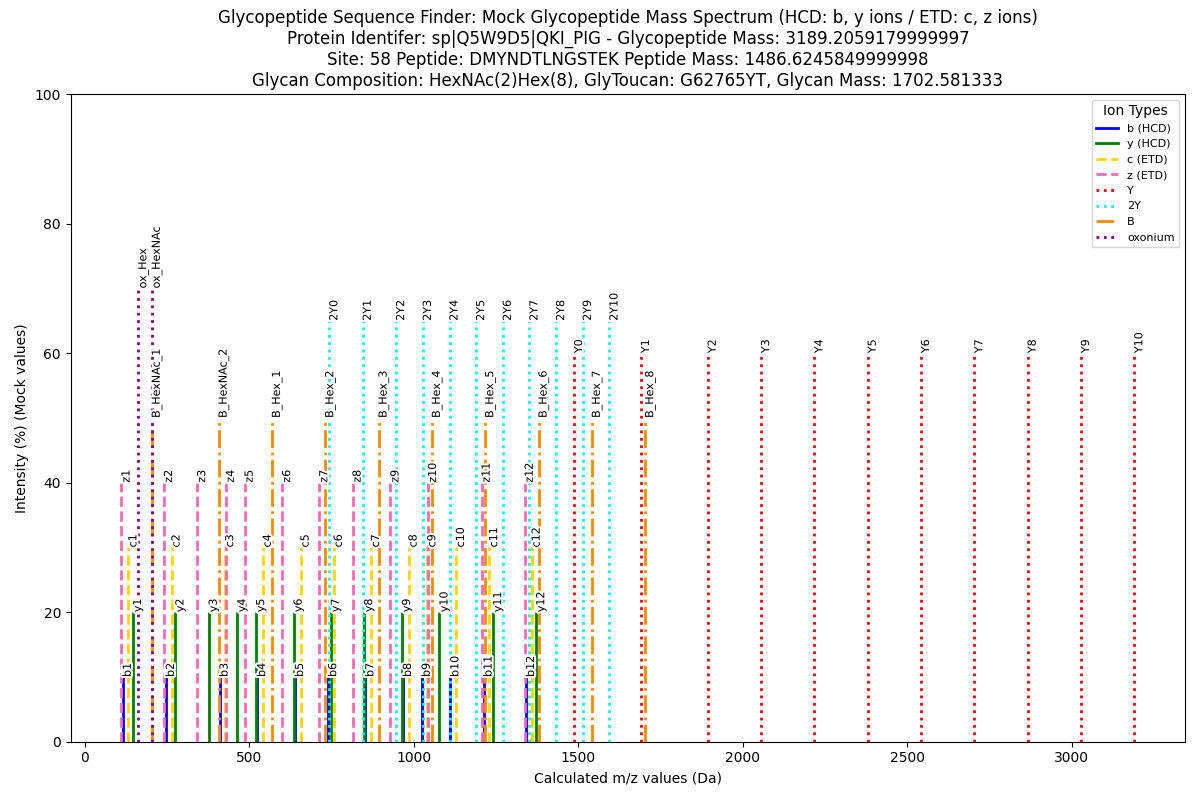 Glycopeptide Sequence Finder: Mock Glycopeptide Mass Spectrum (HCD: b, y ions / ETD: c, z ions)
Protein Identifer: sp|Q5W9D5|QKI_PIG - Glycopeptide Mass: 3189.2059179999997
Site: 58 Peptide: DMYNDTLNGSTEK Peptide Mass: 1486.6245849999998
Glycan Composition: HexNAc(2)Hex(8), GlyToucan: G62765YT, Glycan Mass: 1702.581333
Intensity (%) (Mock values)
100
80
60
40
20
0
Ion Types
b (HCD)
y (HCD)
c (ETD)
z (ETD)
Y
2Y
B
oxonium
ox_Hex
ox_HexNAc
2Y0
2Y1
2Y2
2Y3
2Y4
2Y5
2Y6
2Y7
2Y8
2Y9
2Y10
Y0
Y1
Y2
Y3
Y4
Y5
Y6
Y7
Y8
Y9
Y10
B_HexNAc_1
B_HexNAc_2
B_Hex_1
B_Hex_2
B_Hex_3
B_Hex_4
B_Hex_5
B_Hex_6
B_Hex_7
B_Hex_8
z1
z2
z3
z4
z5
z6
z7
z8
z9
z10
z11
z12
c1
c2
c3
c4
c5
c6
c7
c8
c9
c10
c11
c12
y1
y2
y3
y4
y5
y6
y7
y8
y9
y10
y11
y12
b1
b2
b3
b4
b5
b6
b7
b8
b9
b10
b11
b12
0
500
1000
1500
2000
2500
3000
Calculated m/z values (Da)